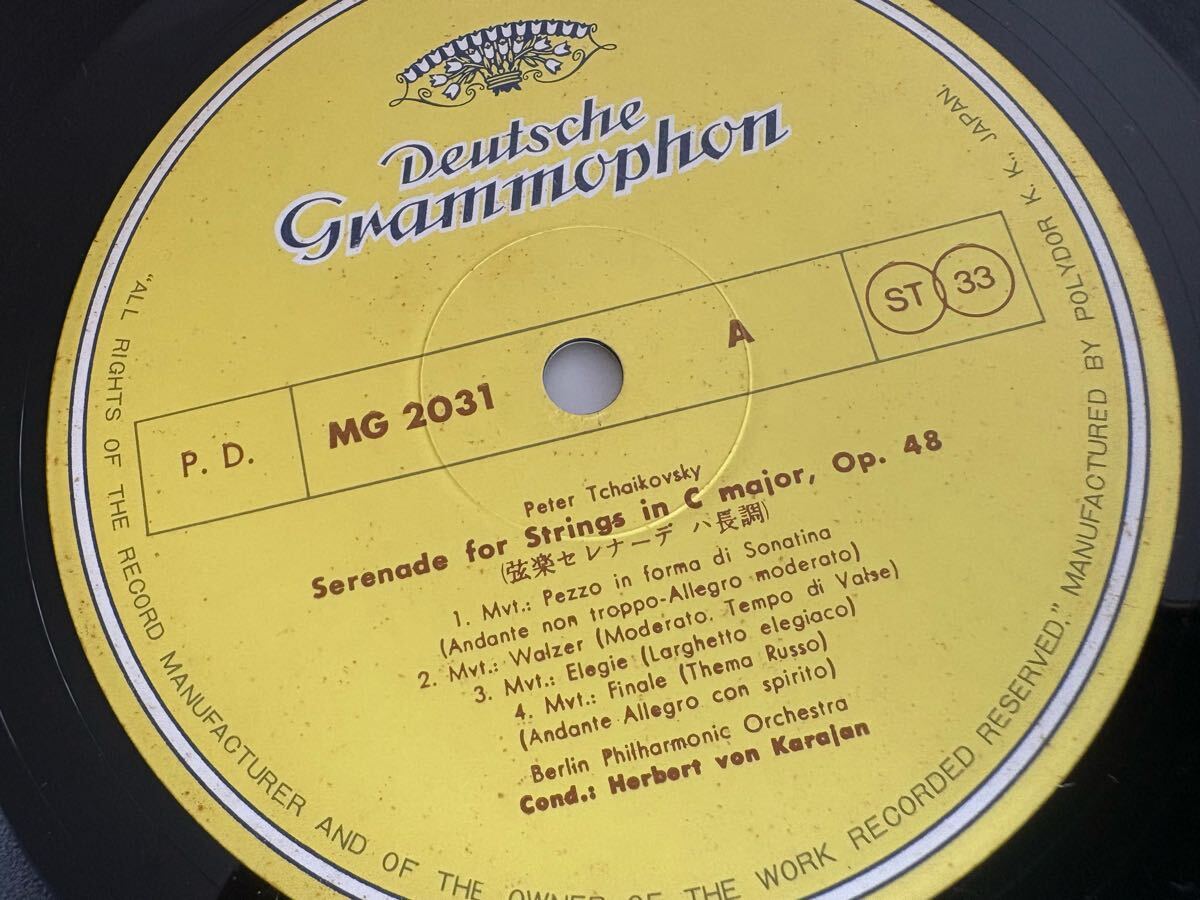 Deutsche
Grammophon
P. D.
MG 2031
A
ST 33
Peter Tchaikovsky
Serenade for Strings in C major, Op. 48
(弦楽セレナーデ ハ長調)
1. Mvt.: Pezzo in forma di Sonatina
(Andante non troppo-Allegro moderato)
2. Mvt.: Walzer (Moderato. Tempo di Valse)
3. Mvt.: Elegie (Larghetto elegiaco)
4. Mvt.: Finale (Thema Russo)
(Andante Allegro con spirito)
Berlin Philharmonic Orchestra
Cond.: Herbert von Karajan
"ALL RIGHTS OF THE RECORD MANUFACTURER AND OF THE OWNER OF THE WORK RECORDED RESERVED." MANUFACTURED BY POLYDOR K. K., JAPAN.